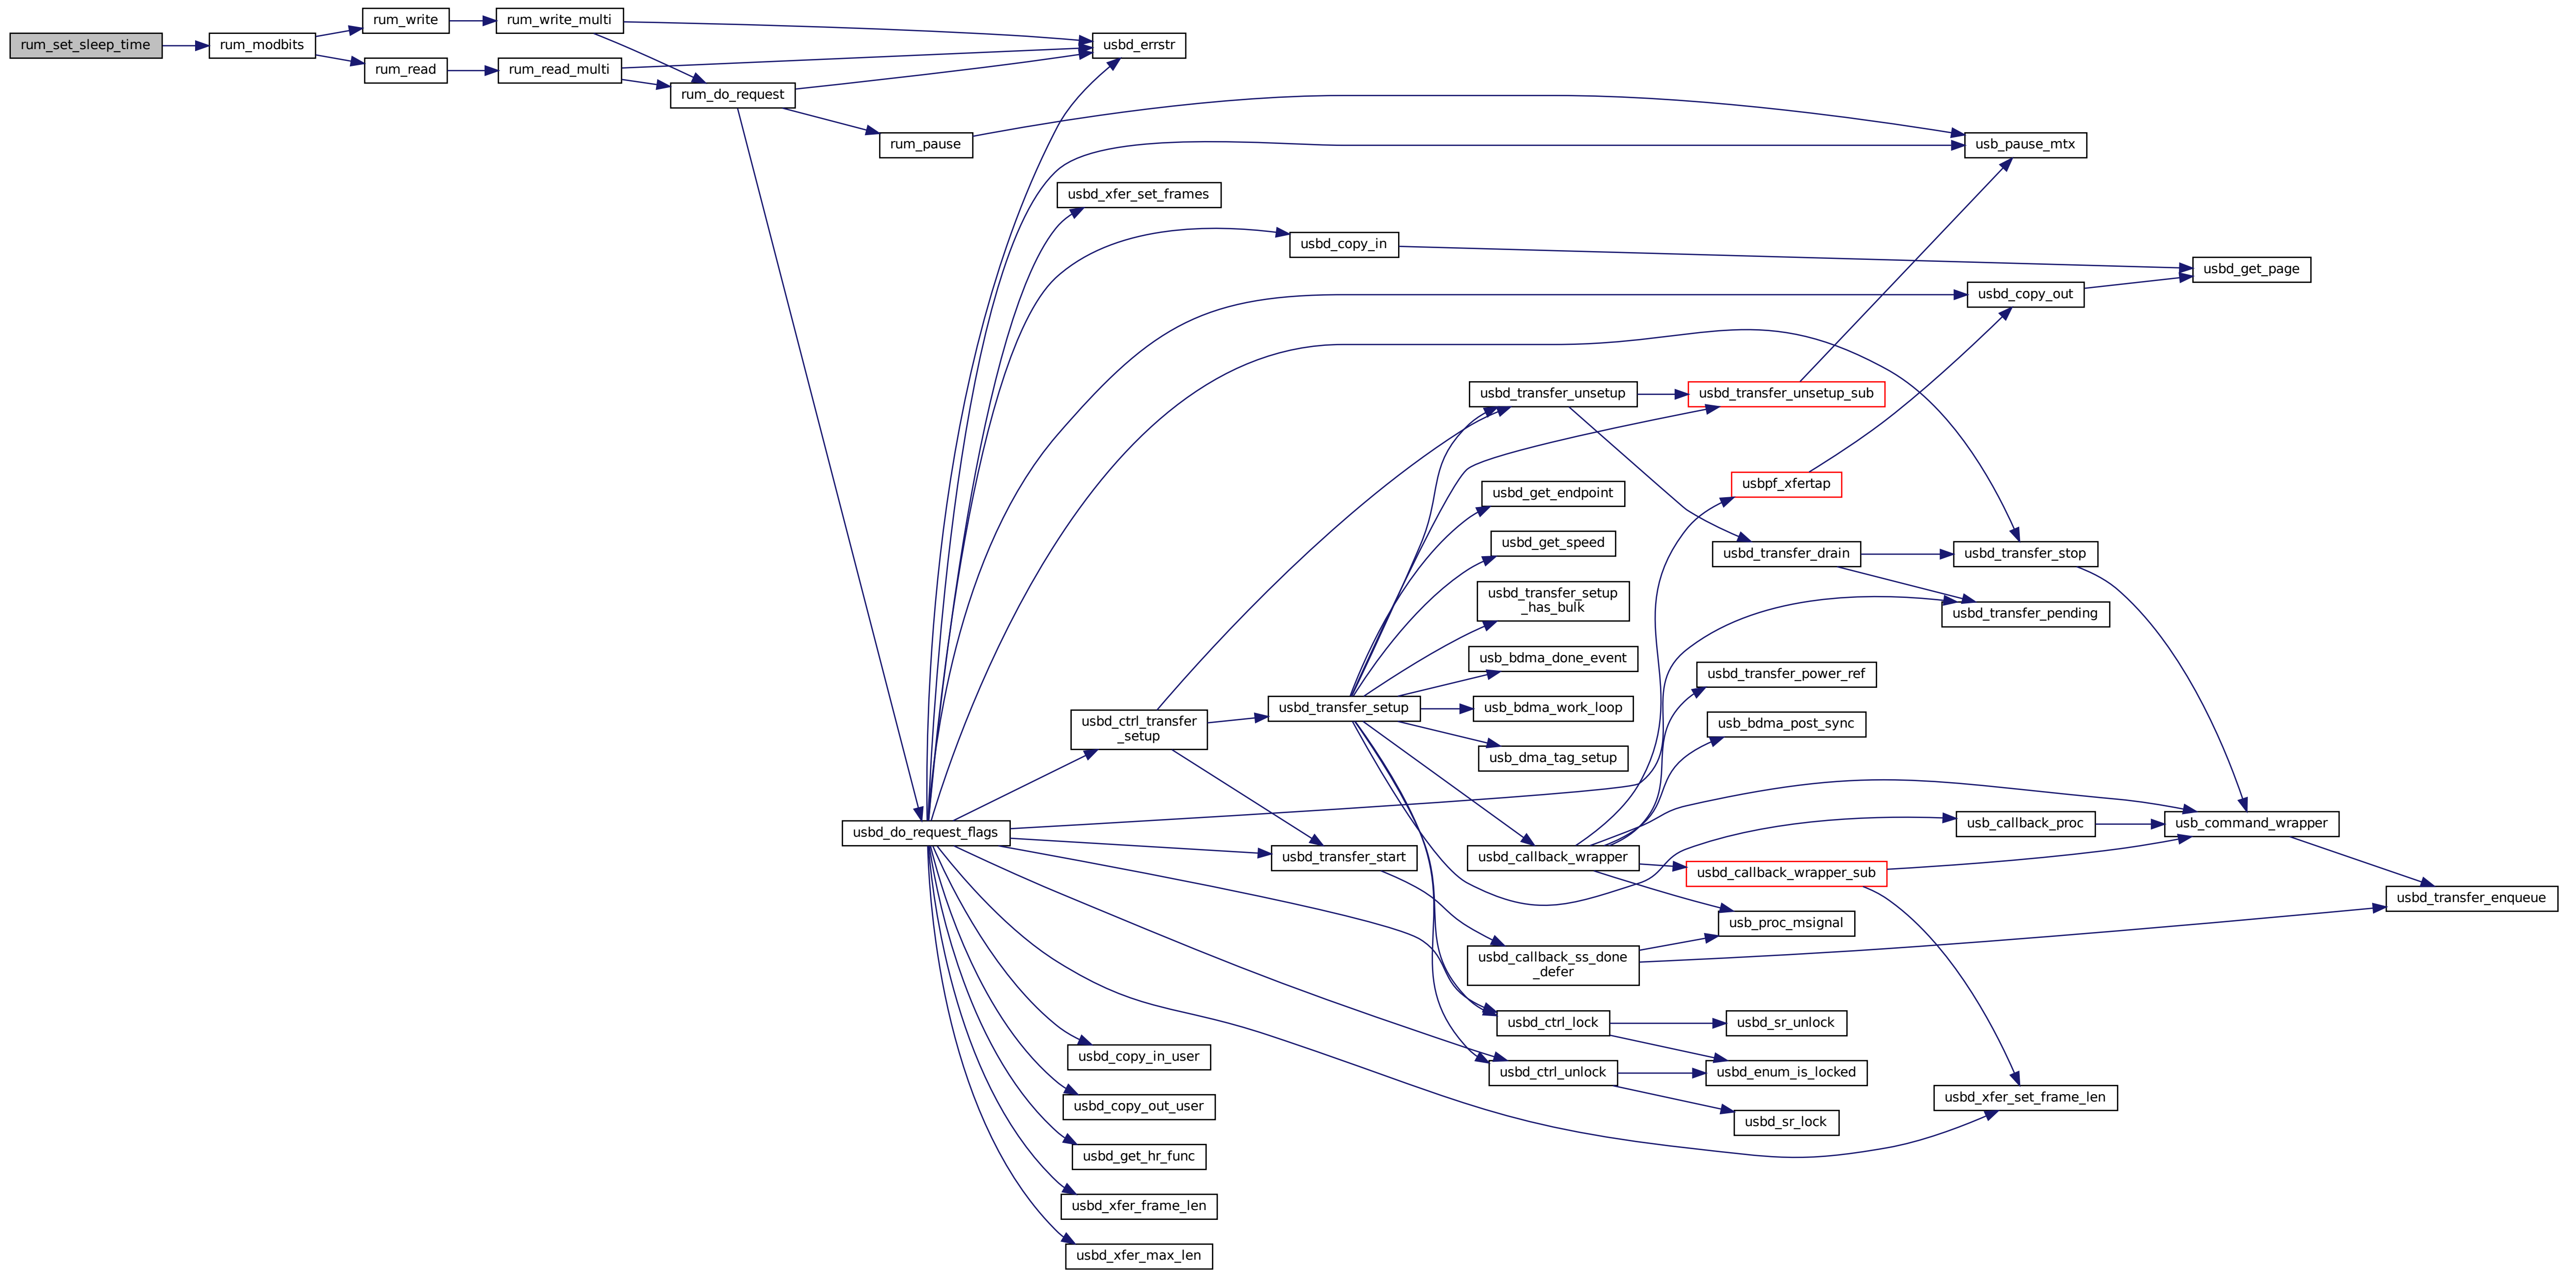 rum_set_sleep_time
rum_modbits
rum_write
rum_read
rum_write_multi
rum_read_multi
rum_do_request
usbd_errstr
rum_pause
usb_pause_mtx
usbd_xfer_set_frames
usbd_copy_in
usbd_get_page
usbd_copy_out
usbd_transfer_unsetup
usbd_transfer_unsetup_sub
usbpf_xfertap
usbd_get_endpoint
usbd_get_speed
usbd_transfer_drain
usbd_transfer_stop
usbd_transfer_setup
_has_bulk
usbd_transfer_pending
usb_bdma_done_event
usbd_transfer_power_ref
usbd_ctrl_transfer
_setup
usbd_transfer_setup
usb_bdma_work_loop
usb_bdma_post_sync
usb_dma_tag_setup
usbd_do_request_flags
usb_callback_proc
usb_command_wrapper
usbd_transfer_start
usbd_callback_wrapper
usbd_callback_wrapper_sub
usbd_transfer_enqueue
usb_proc_msignal
usbd_callback_ss_done
_defer
usbd_ctrl_lock
usbd_sr_unlock
usbd_copy_in_user
usbd_ctrl_unlock
usbd_enum_is_locked
usbd_copy_out_user
usbd_sr_lock
usbd_xfer_set_frame_len
usbd_get_hr_func
usbd_xfer_frame_len
usbd_xfer_max_len